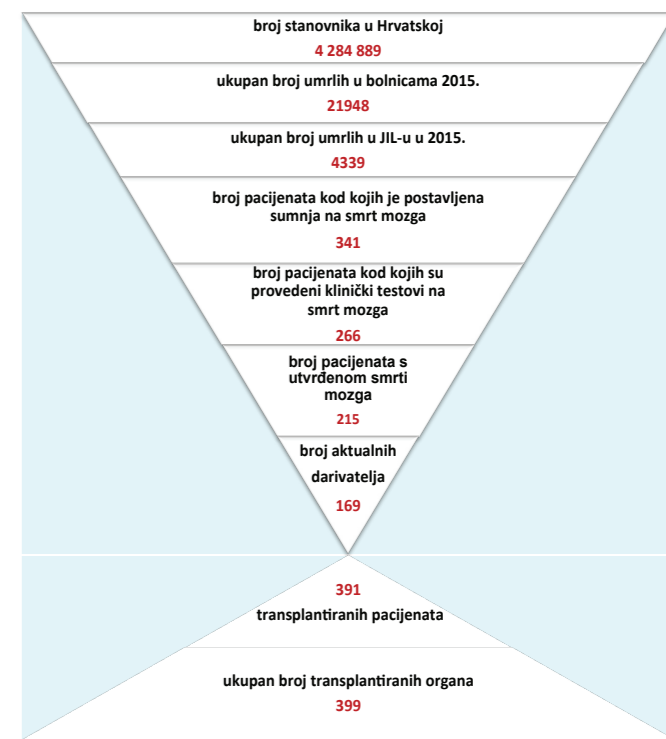 broj stanovnika u Hrvatskoj
4 284 889
ukupan broj umrlih u bolnicama 2015.
21948
ukupan broj umrlih u JIL-u u 2015.
4339
broj pacijenata kod kojih je postavljena
sumnja na smrt mozga
341
broj pacijenata kod kojih su
provedeni klinički testovi na
smrt mozga
266
broj pacijenata s
utvrđenom smrti
mozga
215
broj aktualnih
darivatelja
169
391
transplantiranih pacijenata
ukupan broj transplantiranih organa
399